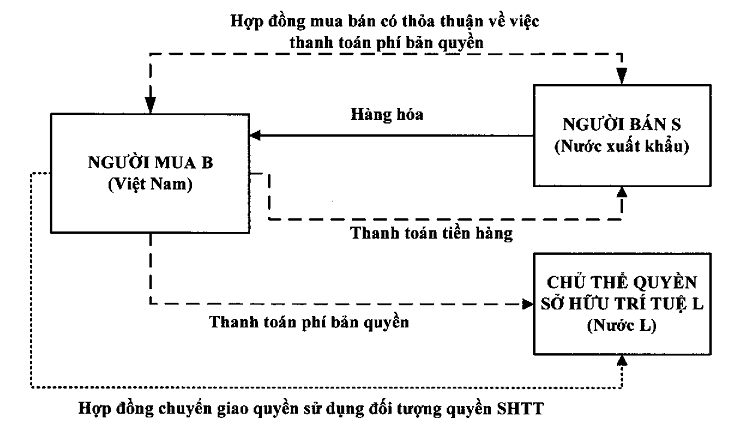 Hợp đồng mua bán có thỏa thuận về việc
thanh toán phí bản quyền
Hàng hóa
NGƯỜI MUA B
(Việt Nam)
NGƯỜI BÁN S
(Nước xuất khẩu)
Thanh toán tiền hàng
CHỦ THỂ QUYỀN
SỞ HỮU TRÍ TUỆ L
(Nước L)
Thanh toán phí bản quyền
Hợp đồng chuyển giao quyền sử dụng đối tượng quyền SHTT